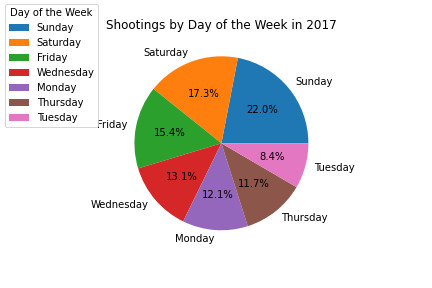 Day of the Week
Sunday
Saturday
Friday
Wednesday
Monday
Thursday
Tuesday
Shootings by Day of the Week in 2017
Saturday
Sunday
Friday
Wednesday
Monday
Thursday
Tuesday
17.3%
22.0%
15.4%
13.1%
12.1%
11.7%
8.4%